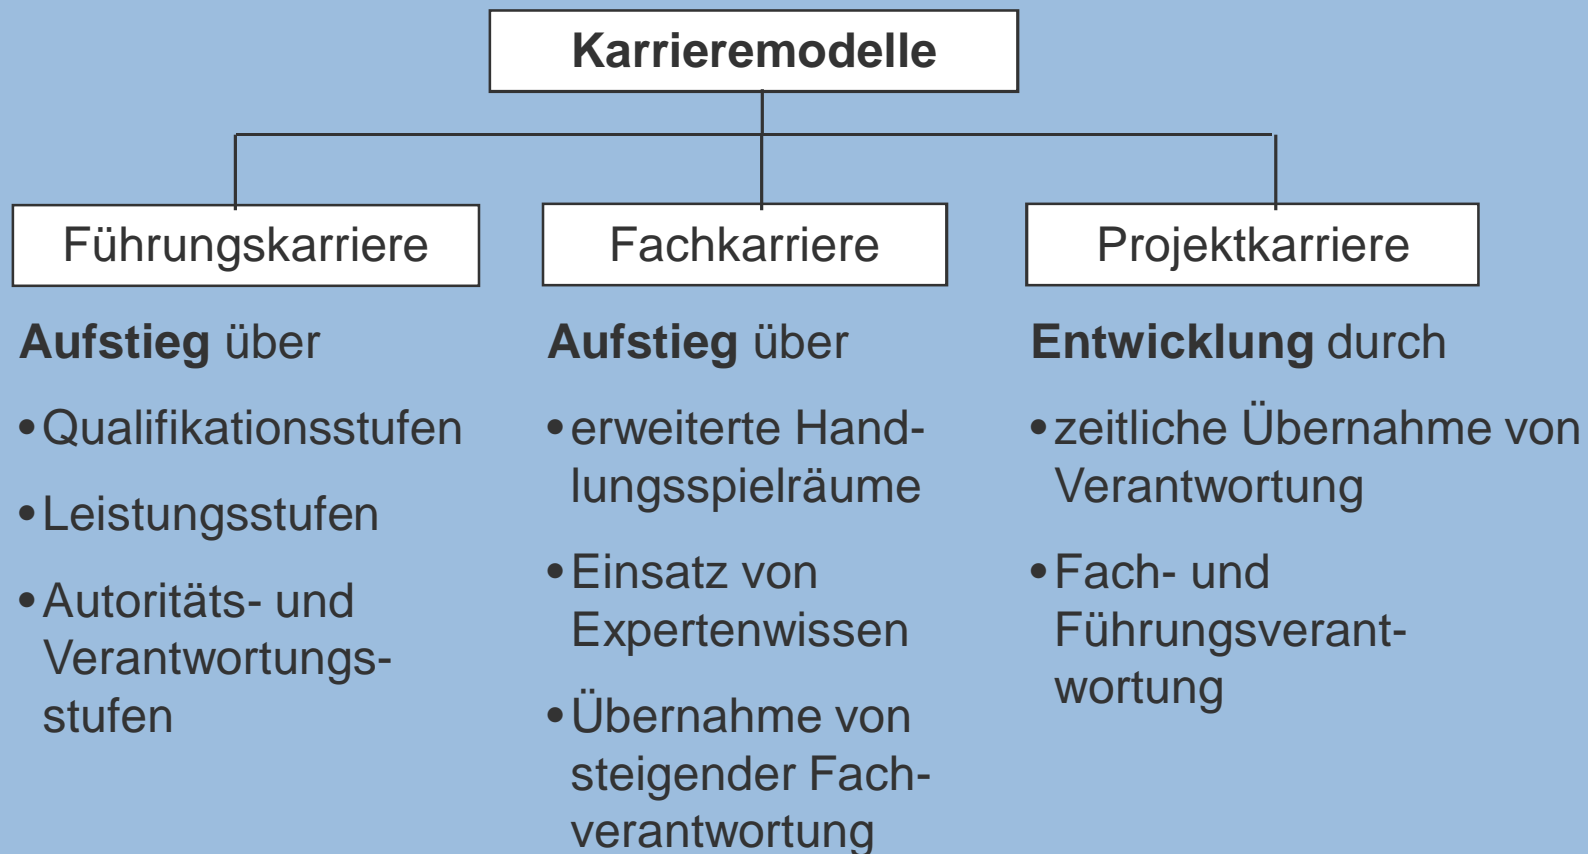 Karrieremodelle
Führungskarriere
Aufstieg über
•Qualifikationsstufen
•Leistungsstufen
•Autoritäts- und
Verantwortungs-
stufen
Fachkarriere
Aufstieg über
•erweiterte Hand-
lungsspielräume
•Einsatz von
Expertenwissen
•Übernahme von
steigender Fach-
verantwortung
Projektkarriere
Entwicklung durch
•zeitliche Übernahme von
Verantwortung
•Fach- und
Führungsverant-
wortung